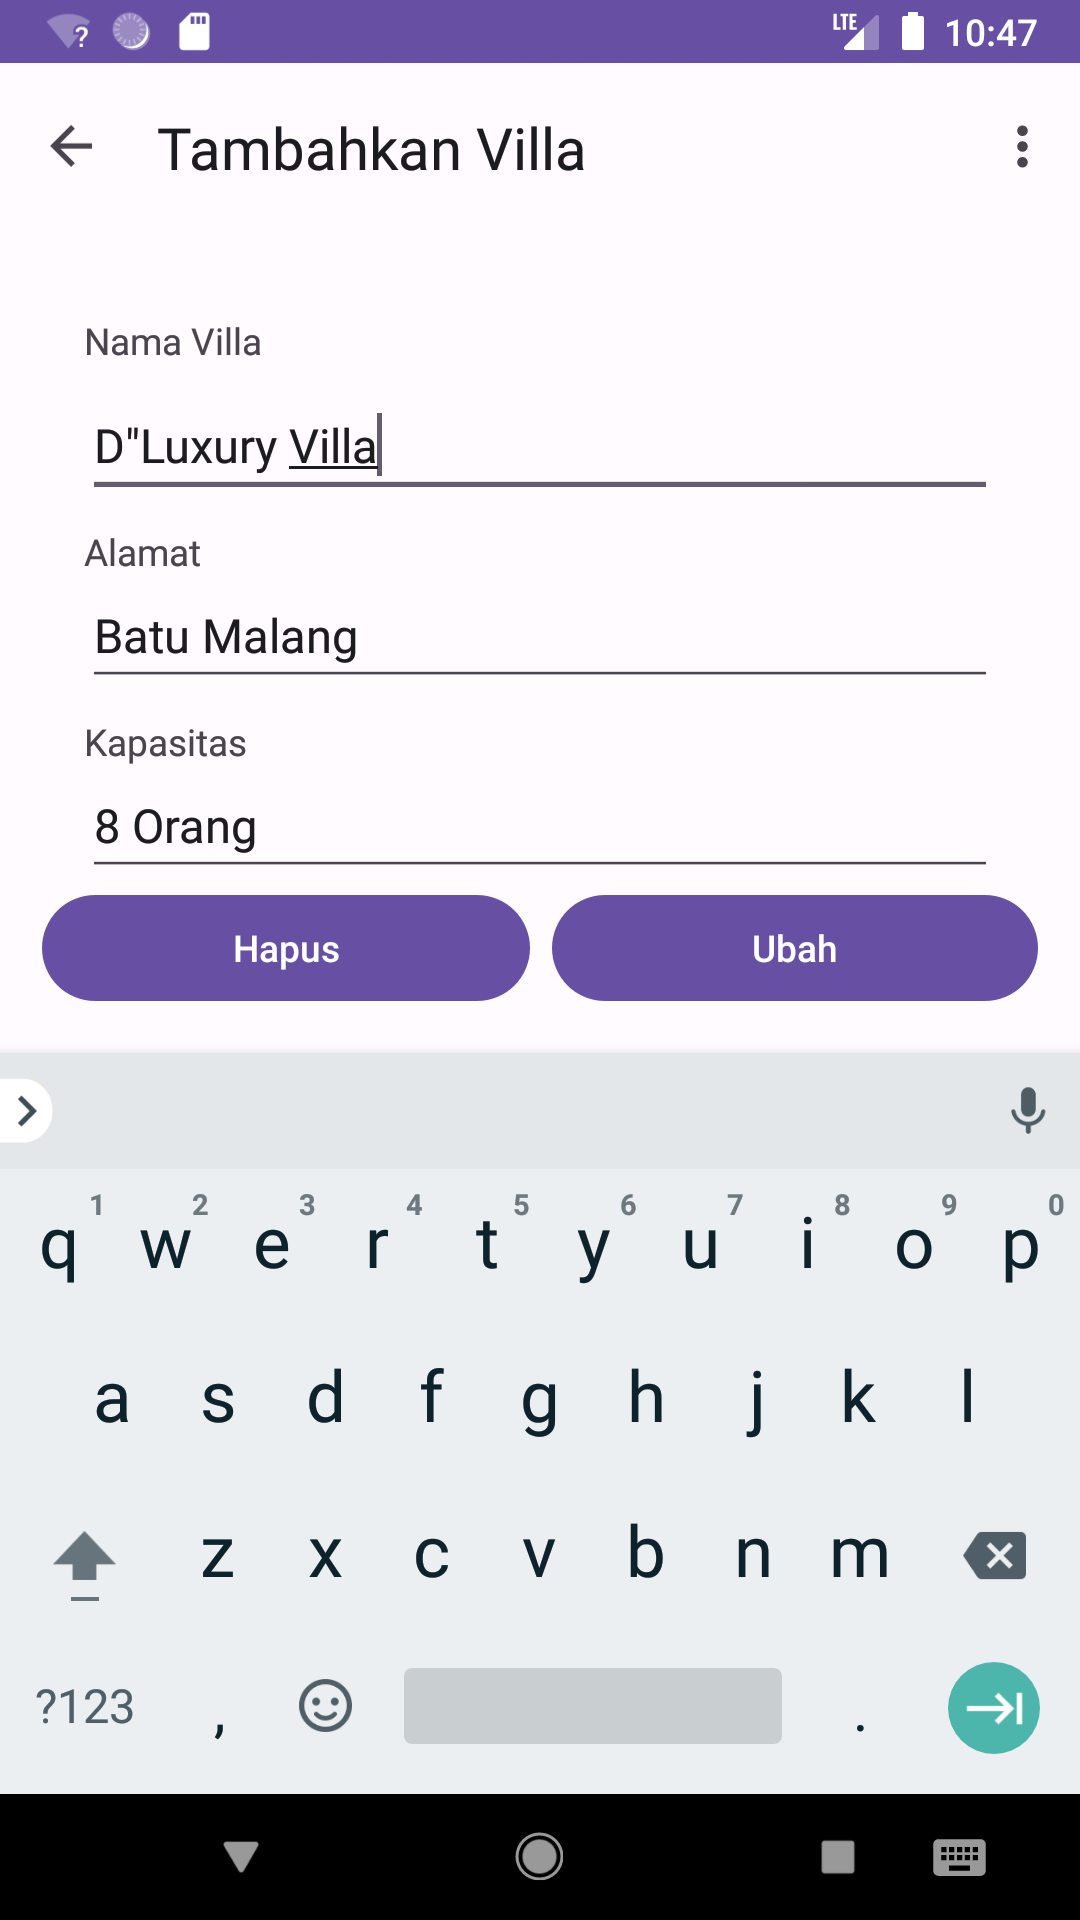 LTE 10:47
Tambahkan Villa
Nama Villa
D"Luxury Villa
Alamat
Batu Malang
Kapasitas
8 Orang
Hapus Ubah
1 2 3 4 5 6 7 8 9 0
q w e r t y u i o p
a s d f g h j k l
z x c v b n m
?123 , .